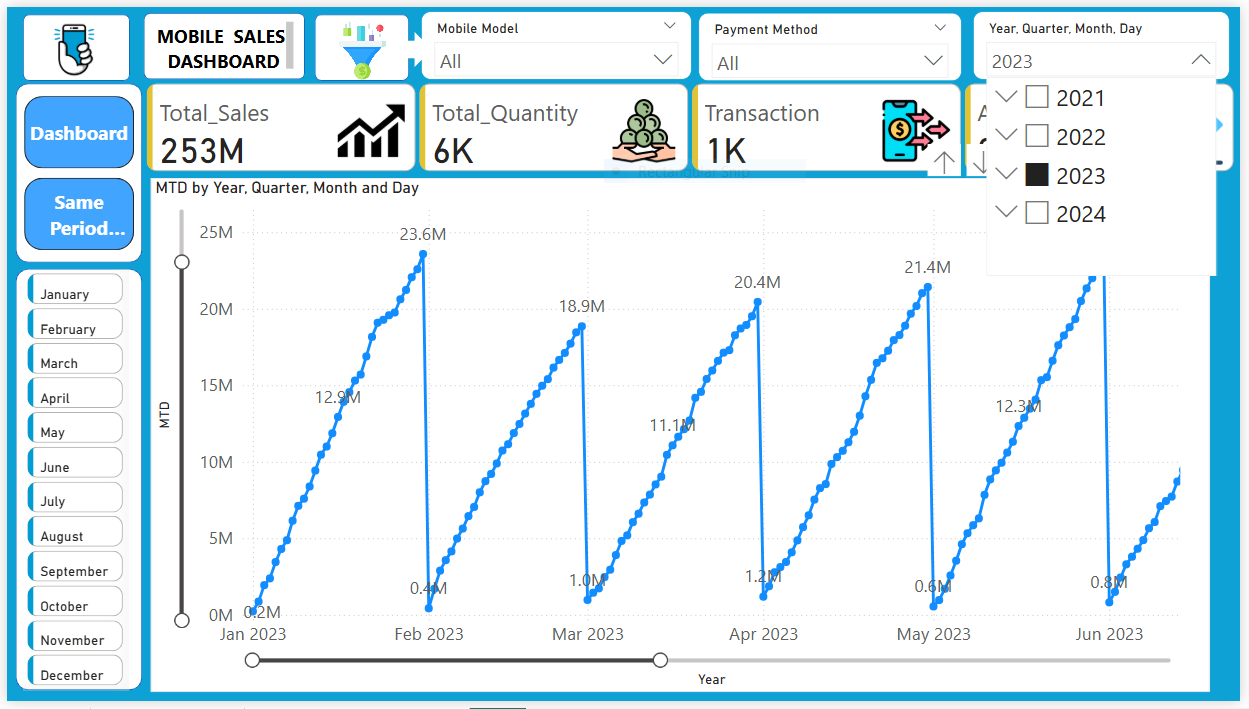 MOBILE SALES
DASHBOARD
Mobile Model
All
Payment Method
All
Year, Quarter, Month, Day
2023
2021
2022
2023
2024
Dashboard
Same
Period...
Total_Sales
253M
Total_Quantity
6K
Transaction
1K
Rectangular Snip
MTD by Year, Quarter, Month and Day
January
February
March
April
May
June
July
August
September
October
November
December
MTD
25M
20M
15M
10M
5M
0M
23.6M
18.9M
20.4M
21.4M
12.9M
11.1M
12.3M
0.2M
0.4M
1.0M
1.2M
0.6M
0.8M
Jan 2023
Feb 2023
Mar 2023
Apr 2023
May 2023
Jun 2023
Year